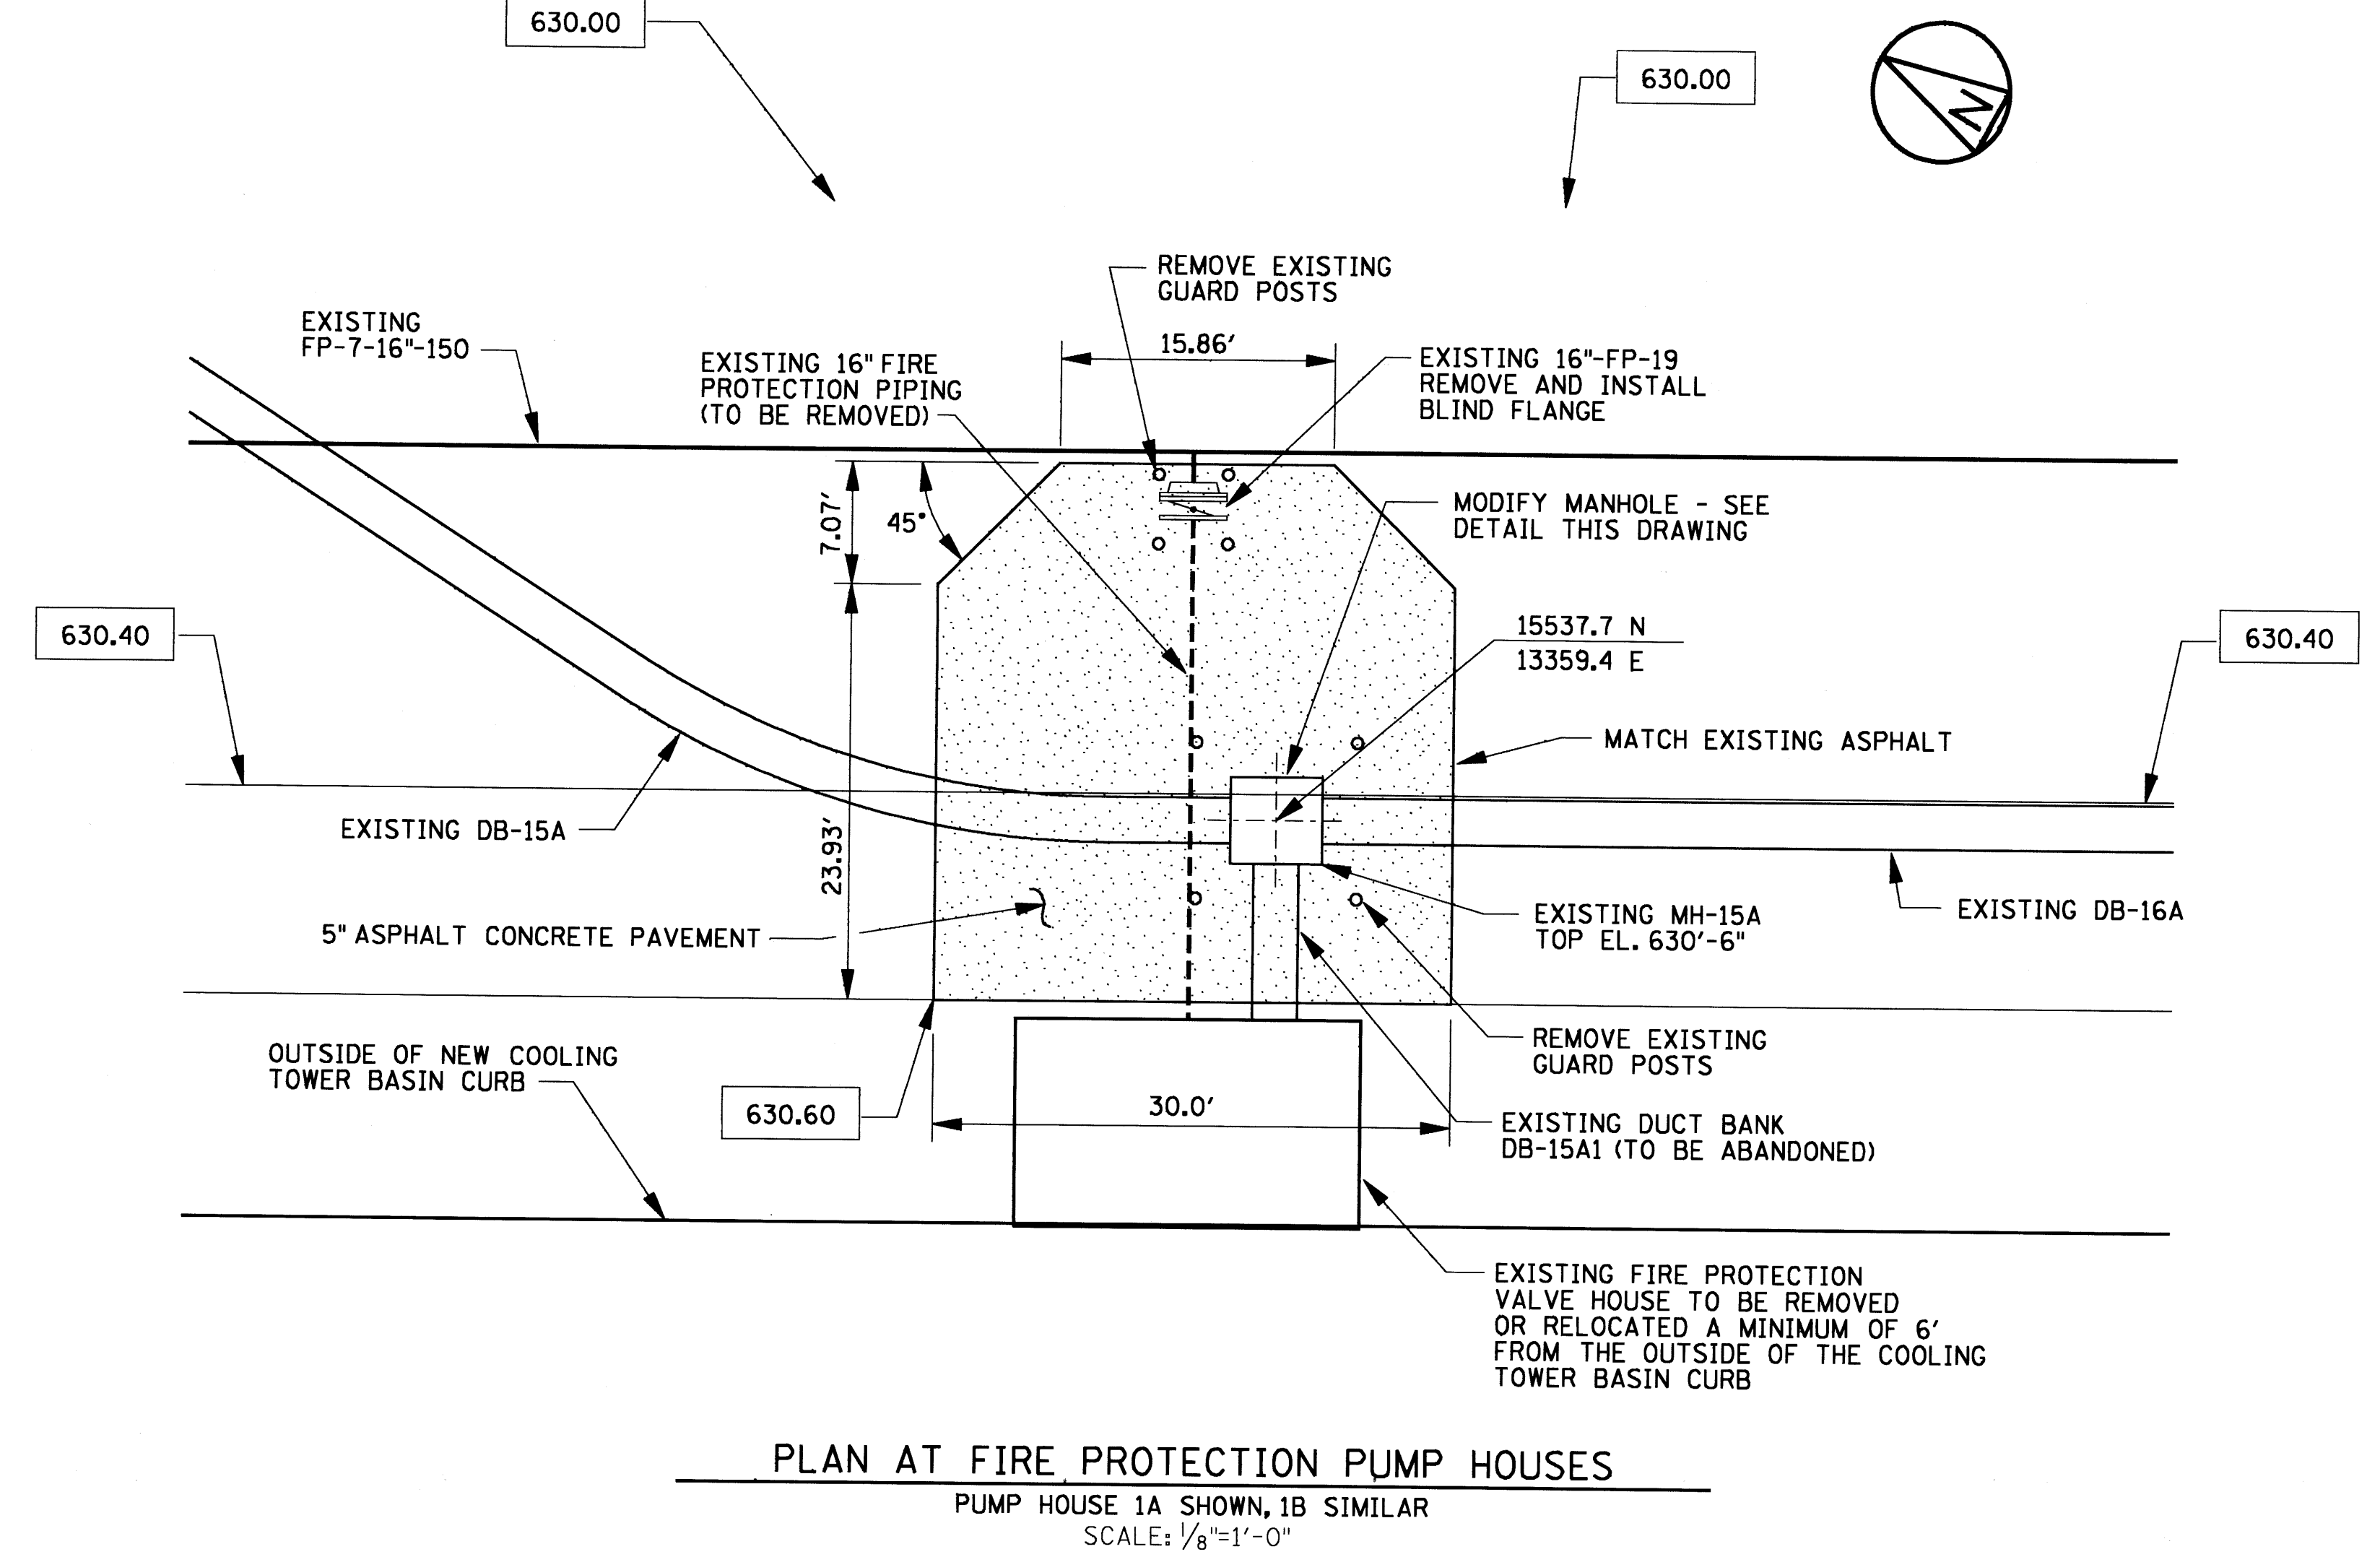 630.00
630.00
N
REMOVE EXISTING
GUARD POSTS
EXISTING
FP-7-16"-150
15.86'
EXISTING 16" FIRE
PROTECTION PIPING
(TO BE REMOVED)
EXISTING 16"-FP-19
REMOVE AND INSTALL
BLIND FLANGE
7.07'
45°
MODIFY MANHOLE - SEE
DETAIL THIS DRAWING
630.40
15537.7 N
13359.4 E
630.40
MATCH EXISTING ASPHALT
EXISTING DB-15A
23.93'
5" ASPHALT CONCRETE PAVEMENT
EXISTING MH-15A
TOP EL. 630'-6"
EXISTING DB-16A
OUTSIDE OF NEW COOLING
TOWER BASIN CURB
REMOVE EXISTING
GUARD POSTS
630.60
30.0'
EXISTING DUCT BANK
DB-15A1 (TO BE ABANDONED)
EXISTING FIRE PROTECTION
VALVE HOUSE TO BE REMOVED
OR RELOCATED A MINIMUM OF 6'
FROM THE OUTSIDE OF THE COOLING
TOWER BASIN CURB
PLAN AT FIRE PROTECTION PUMP HOUSES
PUMP HOUSE 1A SHOWN, 1B SIMILAR
SCALE: 1/8"=1'-0"